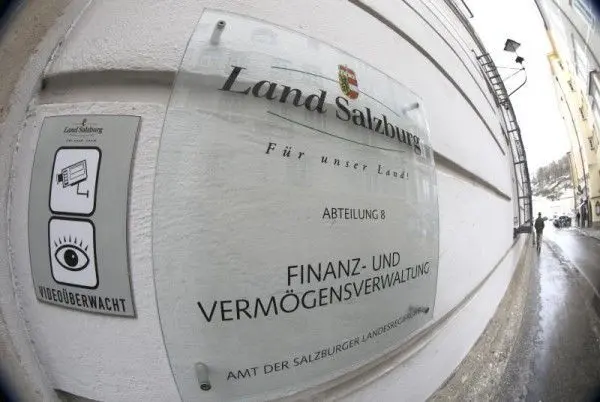 Land Salzburg
VIDEOÜBERWACHT
Land Salzburg
Für unser Land!
ABTEILUNG 8
FINANZ- UND
VERMÖGENSVERWALTUNG
AMT DER SALZBURGER LANDESREGIERUNG